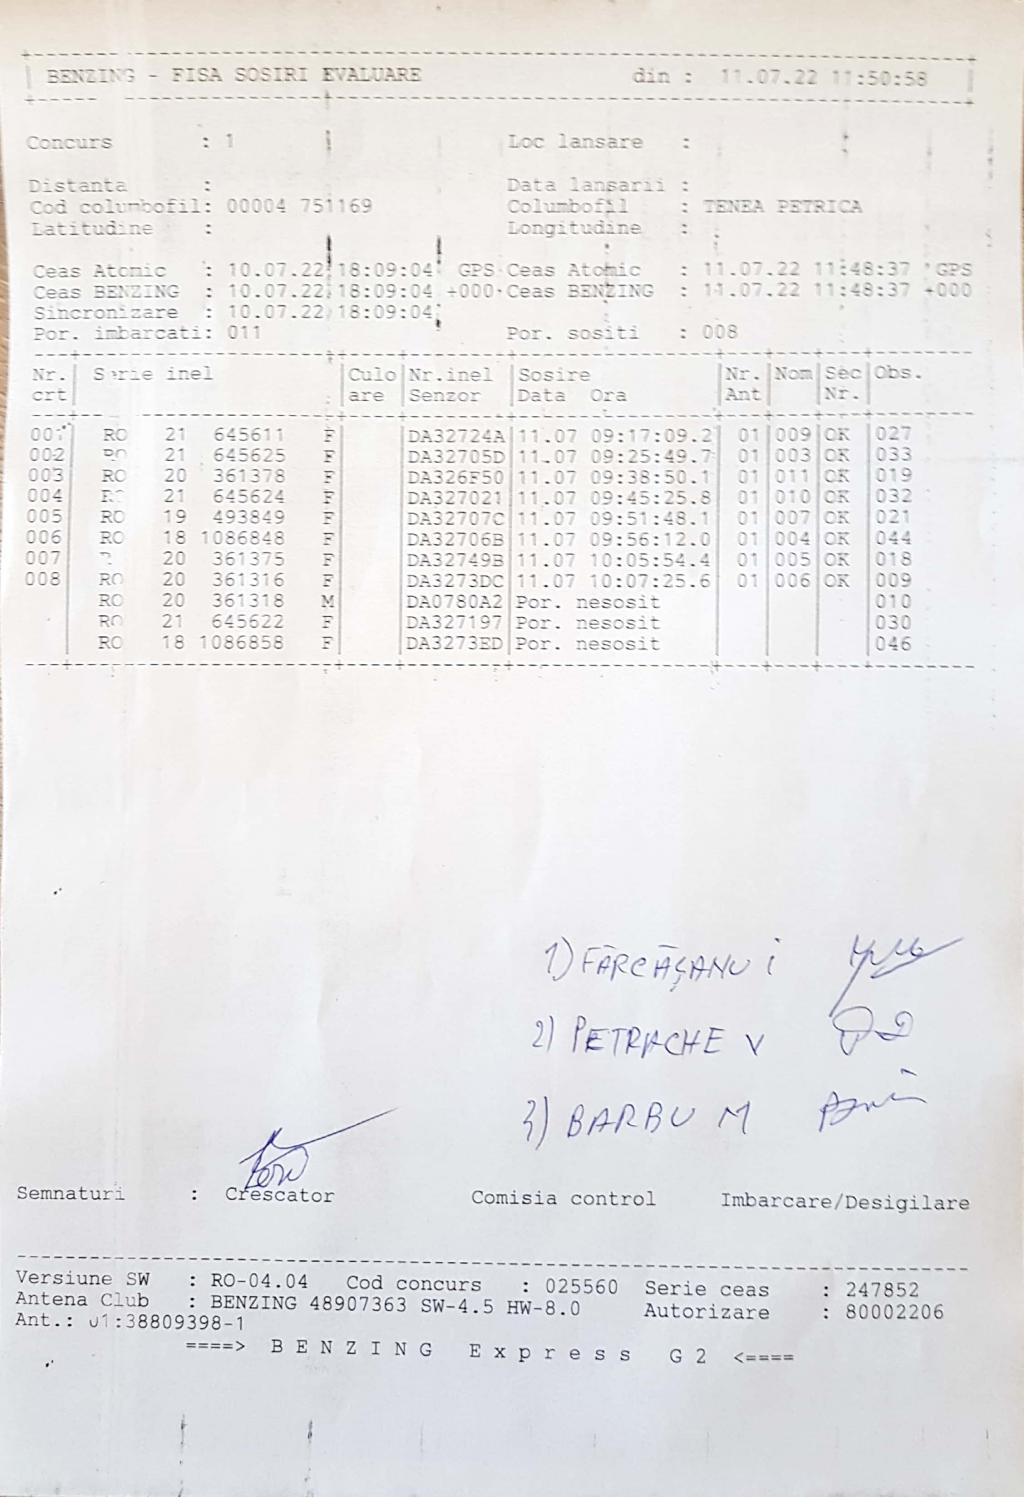 BENZING - FISA SOSIRI EVALUARE din : 11.07.22 11:50:58
Concurs : 1 Loc lansare :
Distanta : Data lansarii :
Cod columbofil: 00004 751169 Columbofil : TENEA PETRICA
Latitudine : Longitudine :
Ceas Atomic : 10.07.22 18:09:04 GPS Ceas Atomic : 11.07.22 11:48:37 GPS
Ceas BENZING : 10.07.22 18:09:04 +000 Ceas BENZING : 11.07.22 11:48:37 +000
Sincronizare : 10.07.22 18:09:04
Por. imbarcati: 011 Por. sositi : 008
Nr. Serie inel Culo Nr.inel Sosire Nr. Nom Sec Obs.
crt are Senzor Data Ora Ant Nr.
001 RO 21 645611 F DA32724A 11.07 09:17:09.2 01 009 OK 027
002 21 645625 F DA32705D 11.07 09:25:49.7 01 003 OK 033
003 RO 20 361378 F DA326F50 11.07 09:38:50.1 01 011 OK 019
004 21 645624 F DA327021 11.07 09:45:25.8 01 010 OK 032
005 RO 19 493849 F DA32707C 11.07 09:51:48.1 01 007 OK 021
006 RO 18 1086848 F DA32706B 11.07 09:56:12.0 01 004 OK 044
007 20 361375 F DA32749B 11.07 10:05:54.4 01 005 OK 018
008 RO 20 361316 F DA3273DC 11.07 10:07:25.6 01 006 OK 009
RO 20 361318 M DA0780A2 Por. nesosit 010
RO 21 645622 F DA327197 Por. nesosit 030
RO 18 1086858 F DA3273ED Por. nesosit 046
1) FĂRCĂȘANU i
2) PETRACHE V
3) BARBU M
Semnaturi : Crescator Comisia control Imbarcare/Desigilare
Versiune SW : RO-04.04 Cod concurs : 025560 Serie ceas : 247852
Antena Club : BENZING 48907363 SW-4.5 HW-8.0 Autorizare : 80002206
Ant.: 01:38809398-1
====> B E N Z I N G E x p r e s s G 2 <====